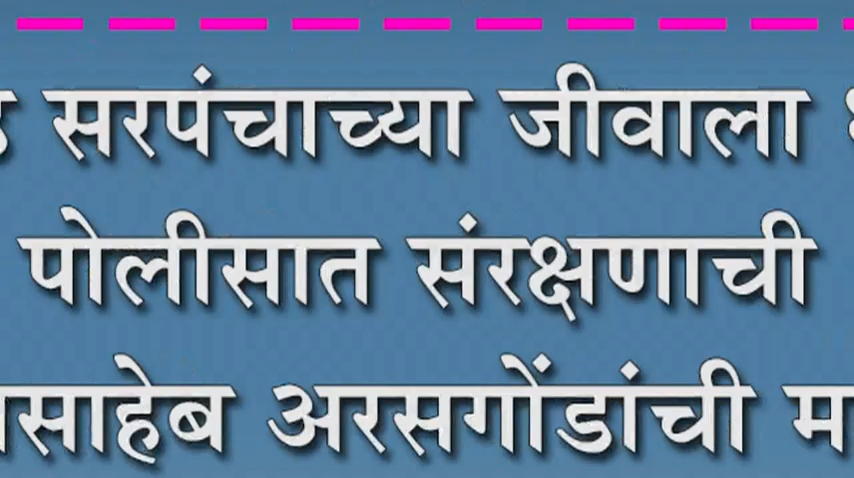 सरपंचाच्या जीवाला
पोलीसात संरक्षणाची
साहेब अरसगोंडांची